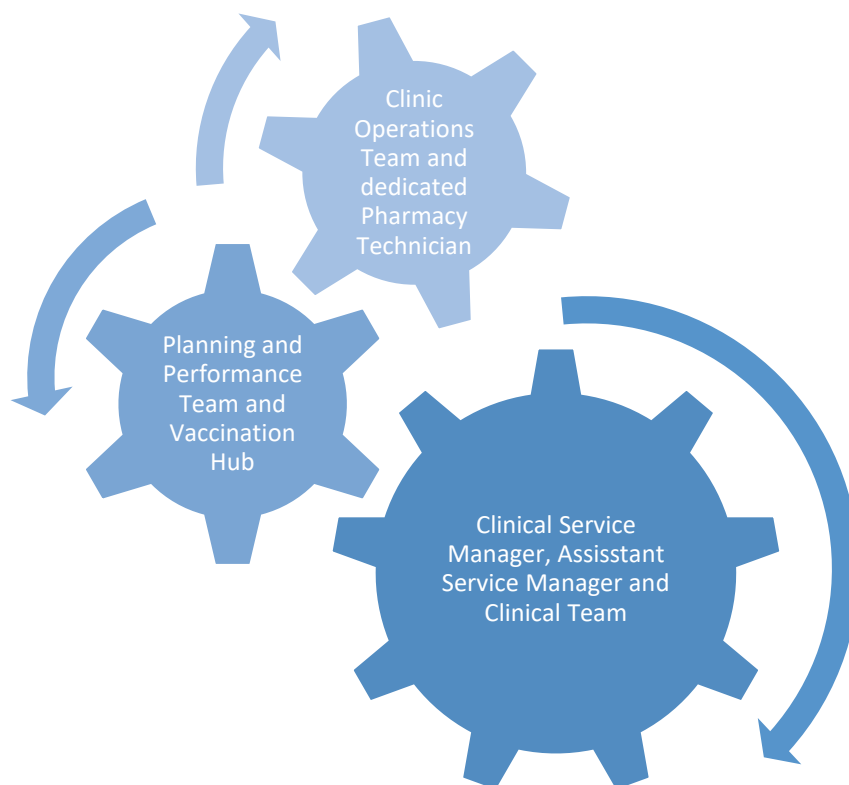 Clinic
Operations
Team and
dedicated
Pharmacy
Technician
Planning and
Performance
Team and
Vaccination
Hub
Clinical Service
Manager, Assisstant
Service Manager and
Clinical Team